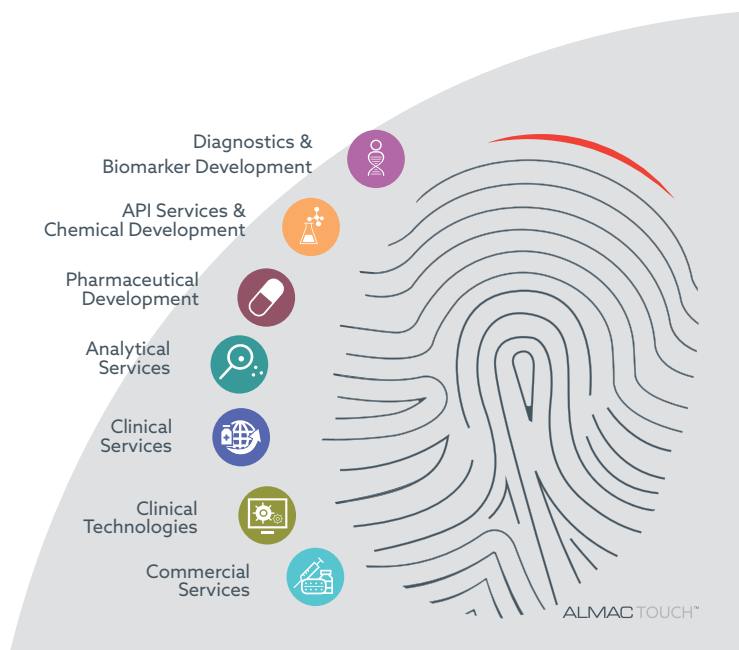 Diagnostics &
Biomarker Development
API Services &
Chemical Development
Pharmaceutical
Development
Analytical
Services
Clinical
Services
Clinical
Technologies
Commercial
Services
ALMAC TOUCH™